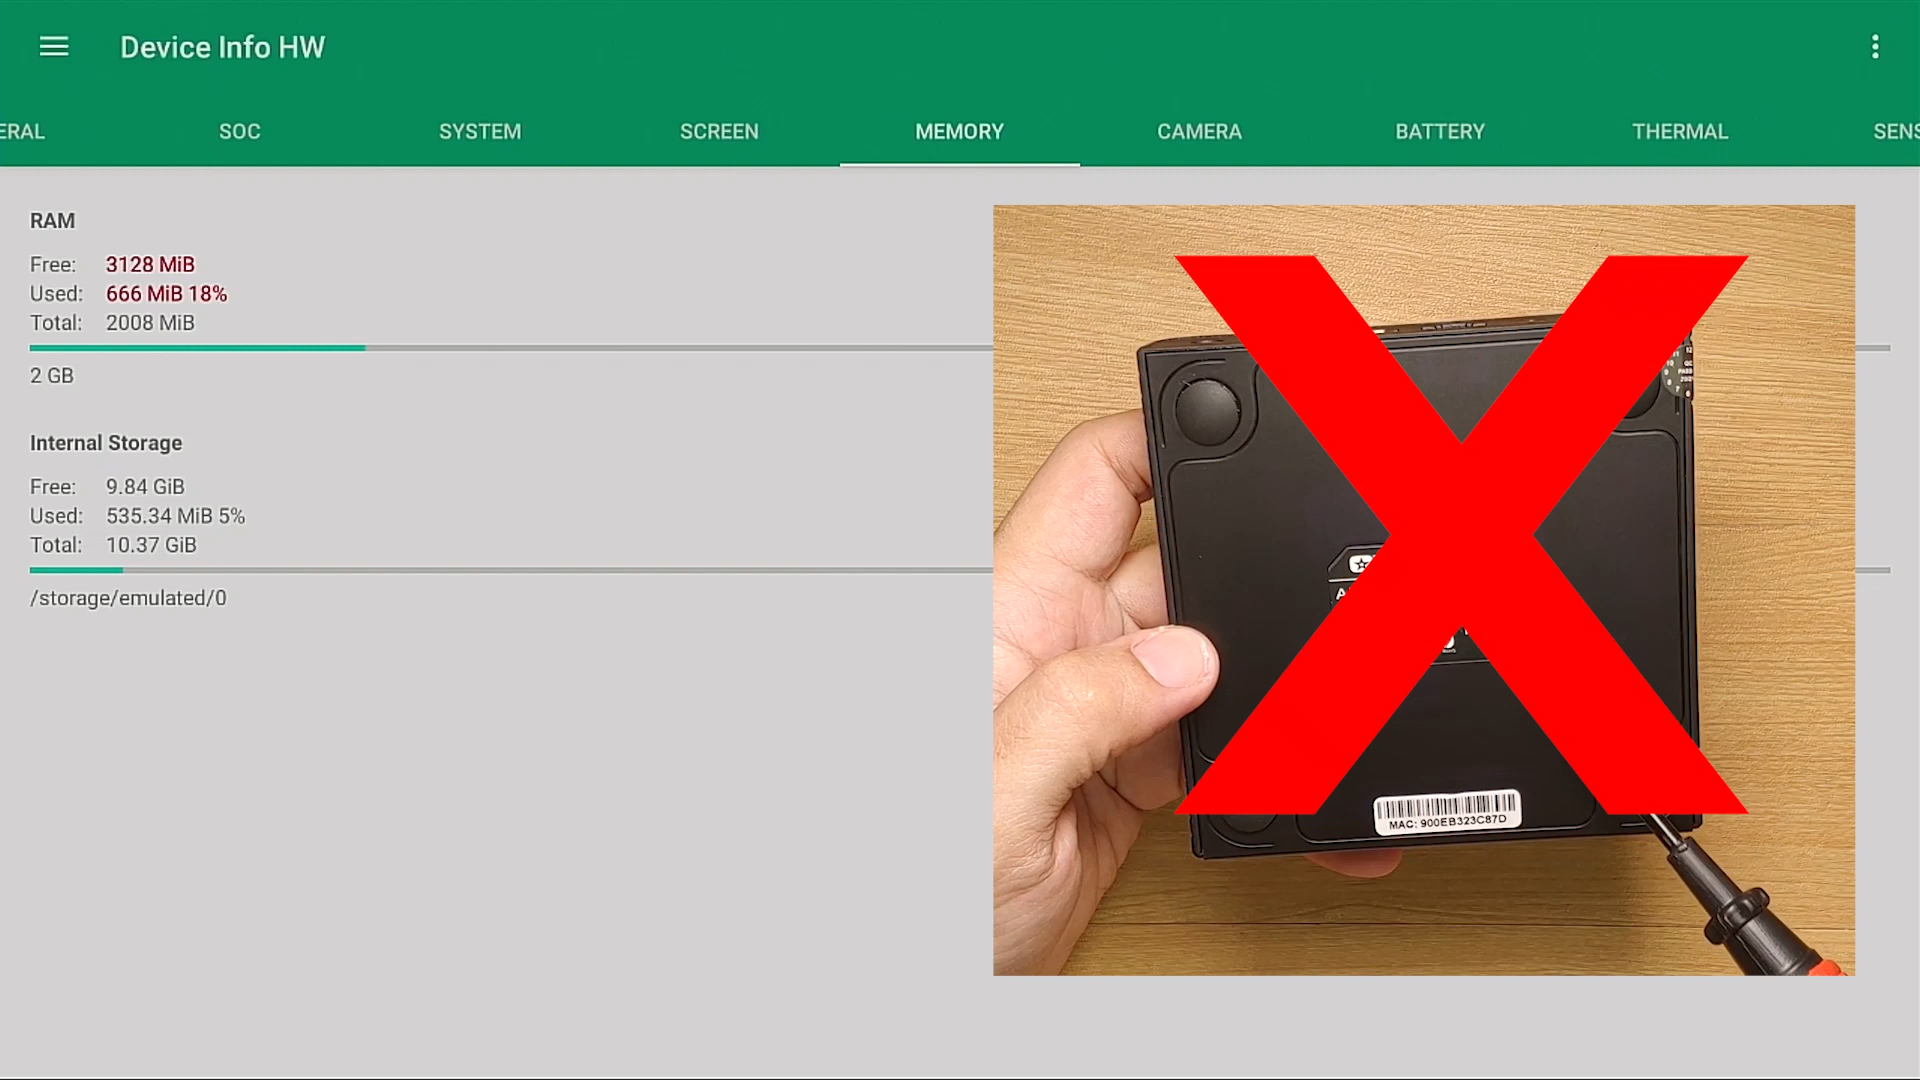 Device Info HW
ERAL SOC SYSTEM SCREEN MEMORY CAMERA BATTERY THERMAL SENS
RAM
Free: 3128 MiB
Used: 666 MiB 18%
Total: 2008 MiB
2 GB
Internal Storage
Free: 9.84 GiB
Used: 535.34 MiB 5%
Total: 10.37 GiB
/storage/emulated/0
MAC: 900EB323C87D